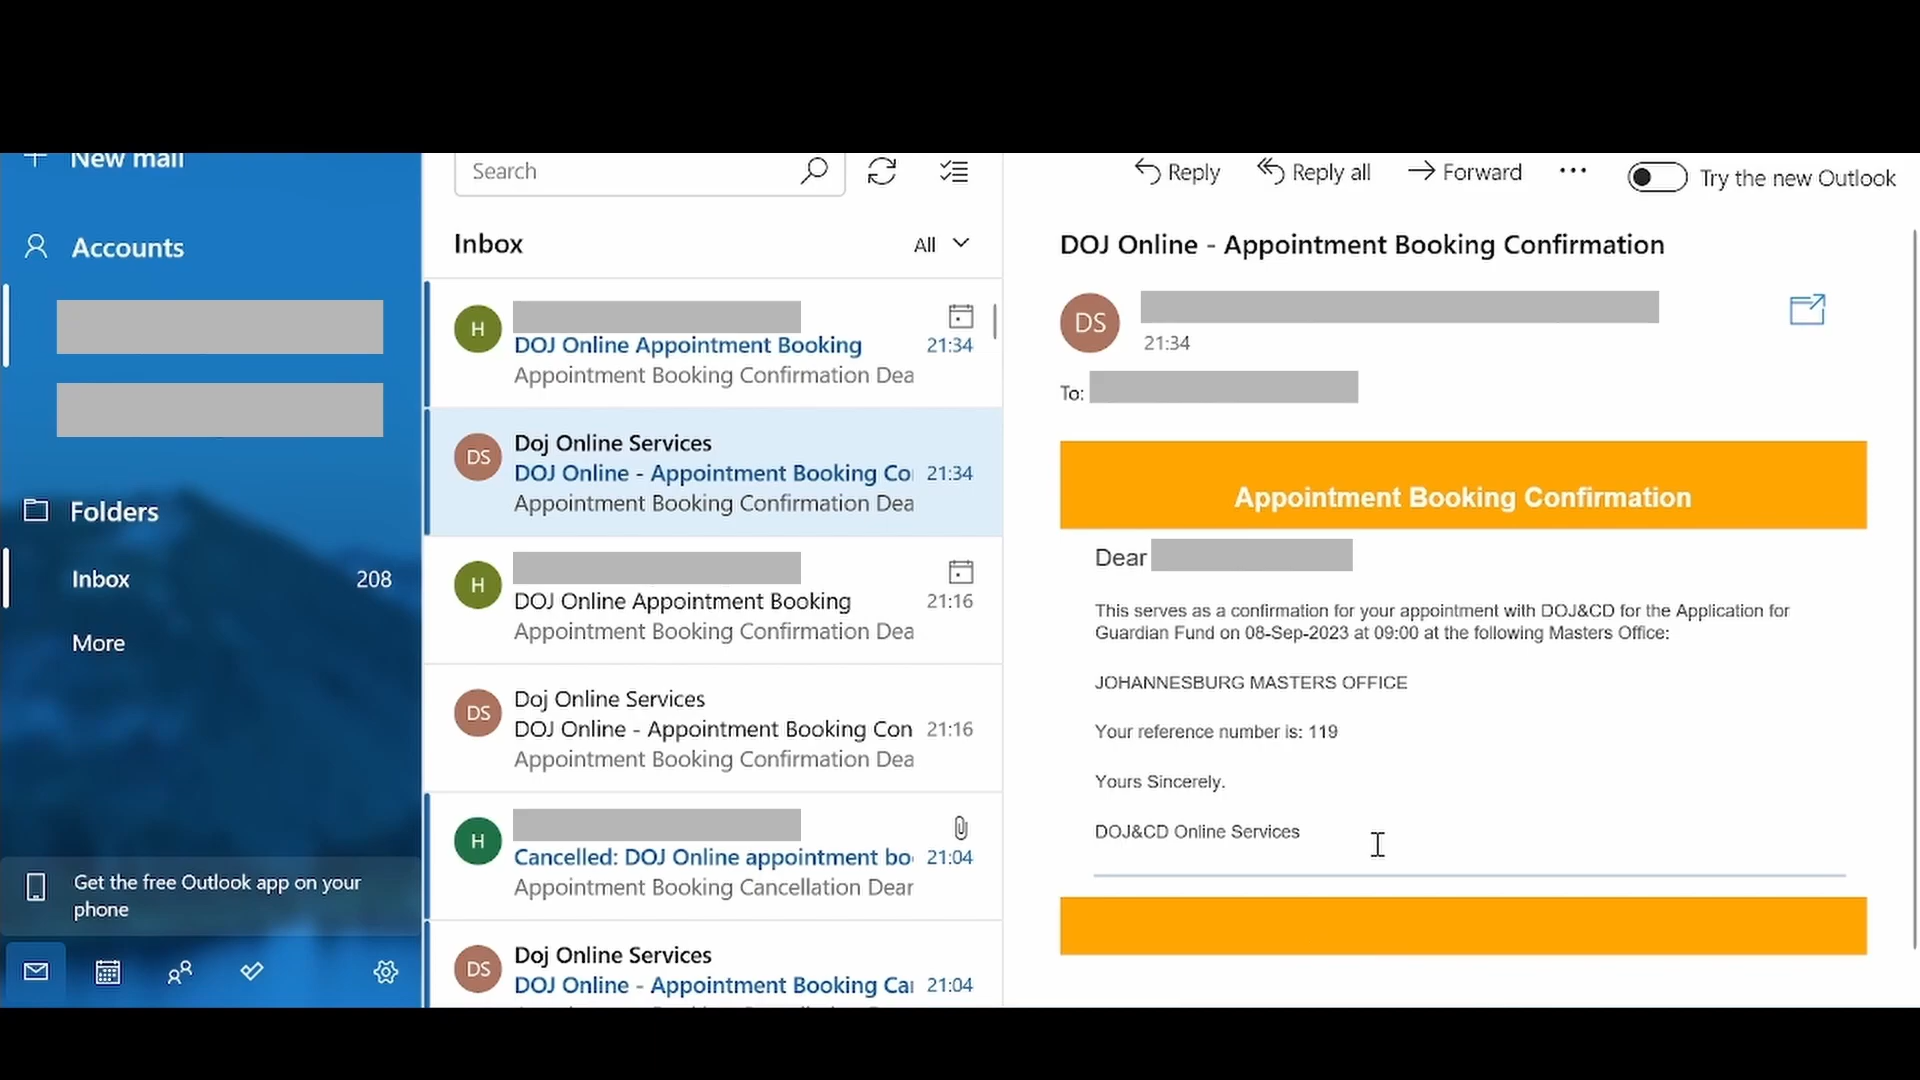 New mail
Accounts
Folders
Inbox 208
More
Get the free Outlook app on your
phone
Search
Inbox All
H
DOJ Online Appointment Booking 21:34
Appointment Booking Confirmation Dea
DS Doj Online Services
DOJ Online - Appointment Booking Co 21:34
Appointment Booking Confirmation Dea
H
DOJ Online Appointment Booking 21:16
Appointment Booking Confirmation Dea
DS Doj Online Services
DOJ Online - Appointment Booking Con 21:16
Appointment Booking Confirmation Dea
H
Cancelled: DOJ Online appointment bo 21:04
Appointment Booking Cancellation Dear
DS Doj Online Services
DOJ Online - Appointment Booking Ca 21:04
Reply Reply all Forward ··· Try the new Outlook
DOJ Online - Appointment Booking Confirmation
DS
21:34
To:
Appointment Booking Confirmation
Dear
This serves as a confirmation for your appointment with DOJ&CD for the Application for
Guardian Fund on 08-Sep-2023 at 09:00 at the following Masters Office:
JOHANNESBURG MASTERS OFFICE
Your reference number is: 119
Yours Sincerely.
DOJ&CD Online Services